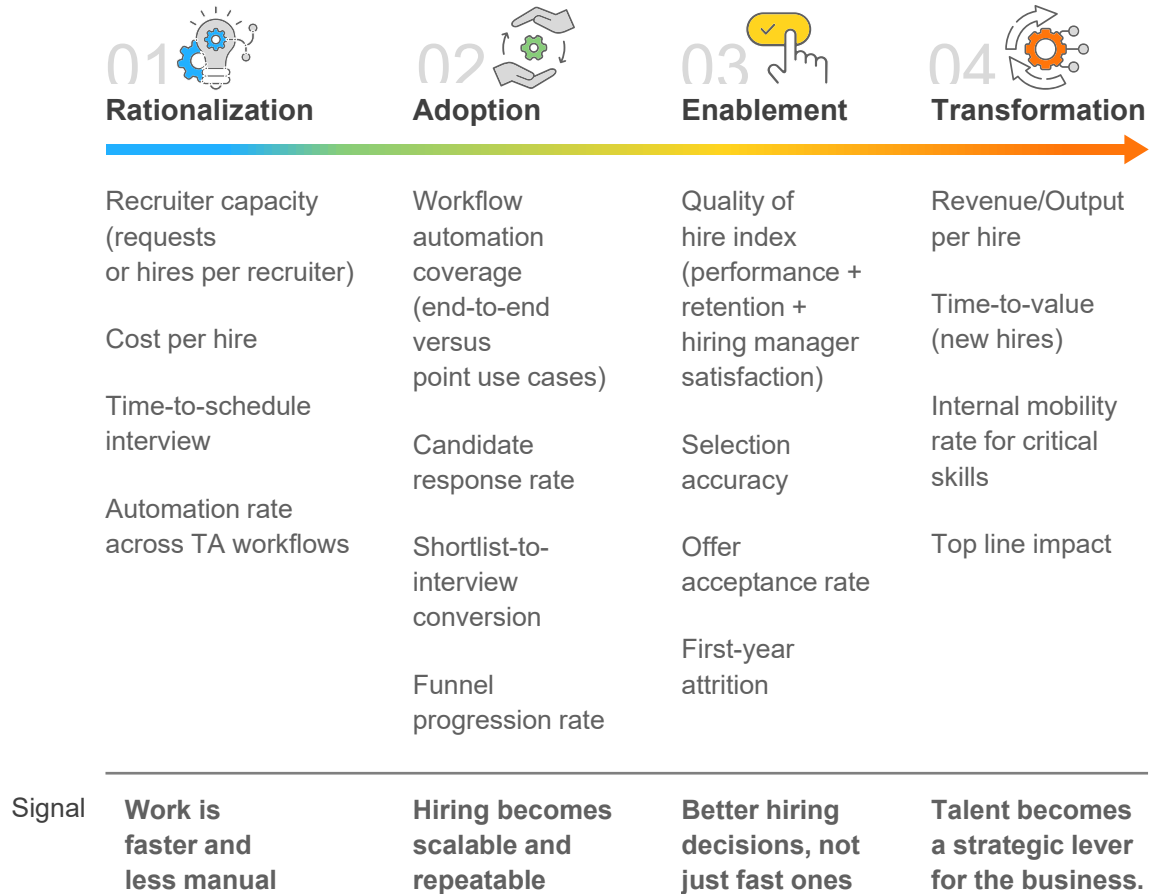 01
Rationalization
02
Adoption
03
Enablement
04
Transformation
Recruiter capacity
(requests
or hires per recruiter)
Cost per hire
Time-to-schedule
interview
Automation rate
across TA workflows
Workflow
automation
coverage
(end-to-end
versus
point use cases)
Candidate
response rate
Shortlist-to-
interview
conversion
Funnel
progression rate
Quality of
hire index
(performance +
retention +
hiring manager
satisfaction)
Selection
accuracy
Offer
acceptance rate
First-year
attrition
Revenue/Output
per hire
Time-to-value
(new hires)
Internal mobility
rate for critical
skills
Top line impact
Signal
Work is
faster and
less manual
Hiring becomes
scalable and
repeatable
Better hiring
decisions, not
just fast ones
Talent becomes
a strategic lever
for the business.